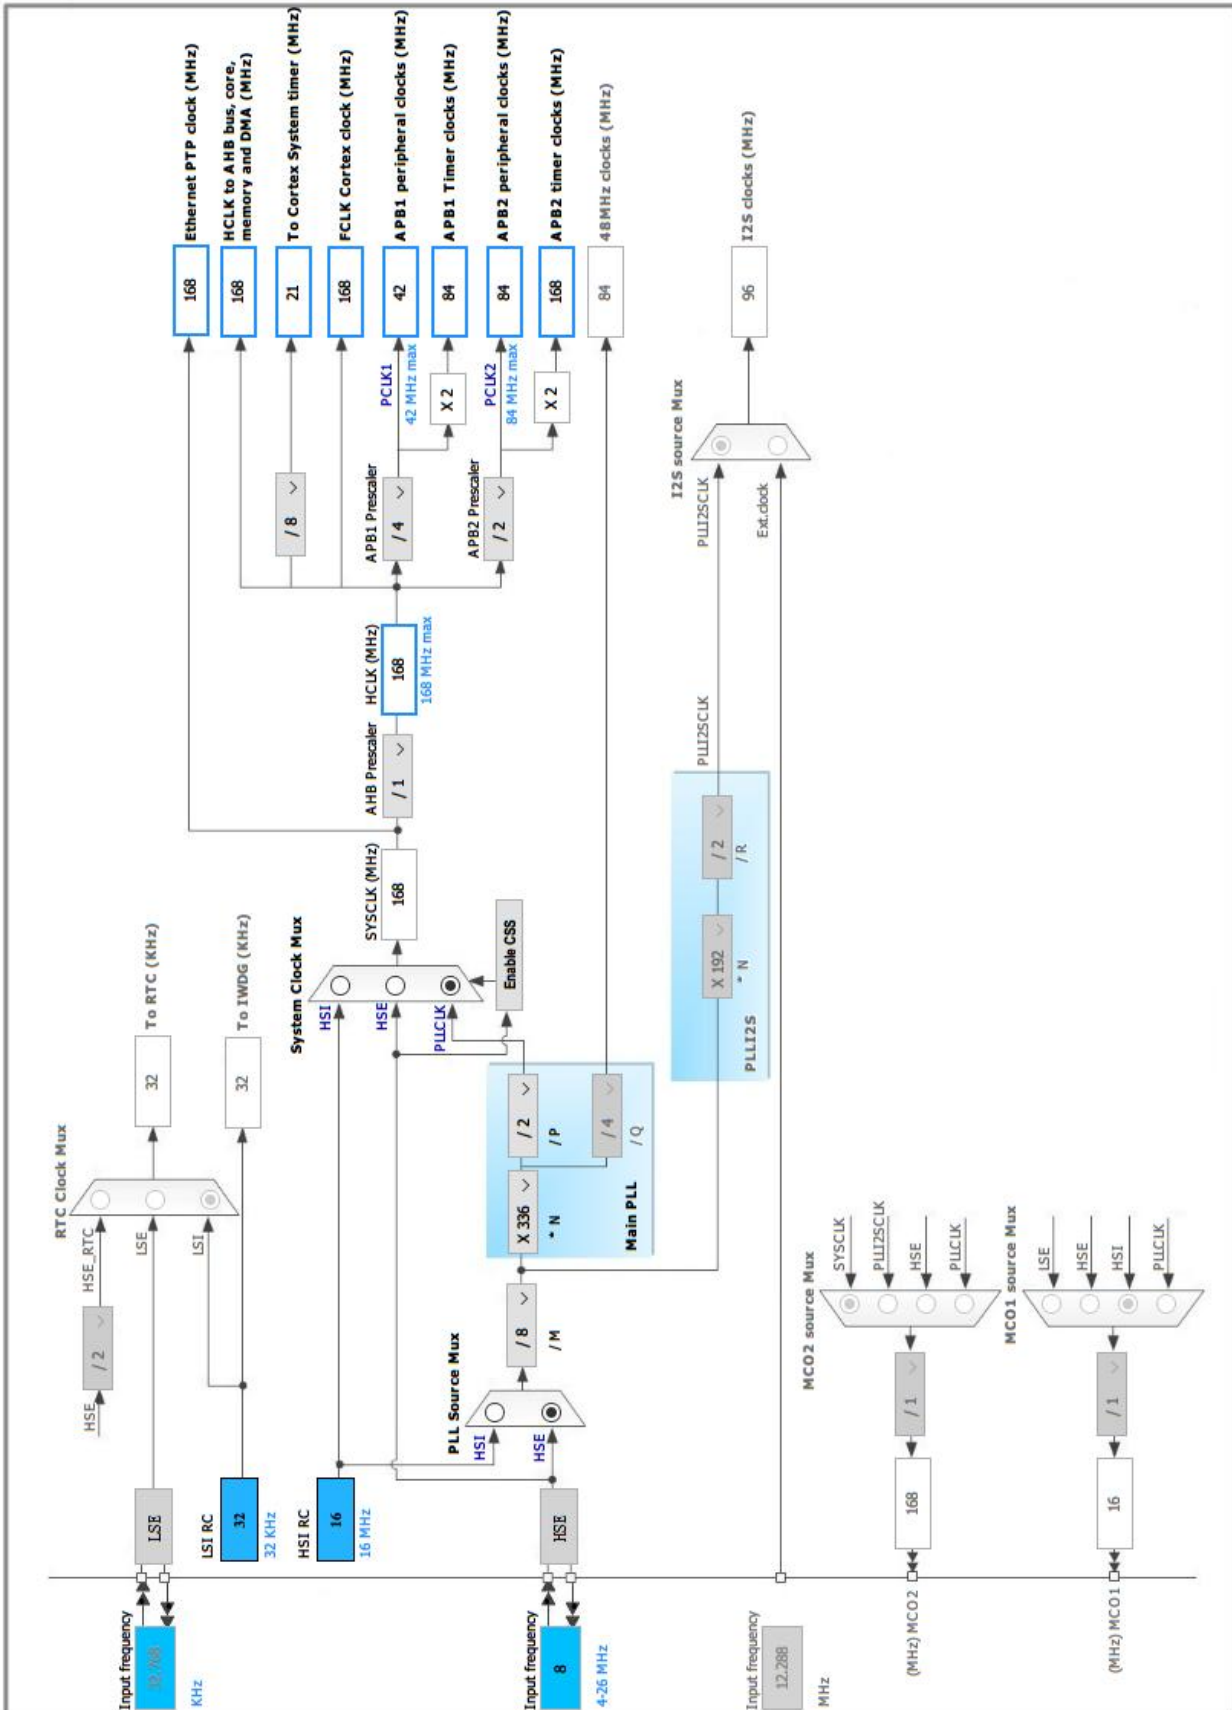 RTC Clock Mux
HSE
/ 2
HSE_RTC
LSE
LSI
32
To RTC (KHz)
32
To IWDG (KHz)
Input frequency
32.768
KHz
LSE
LSI RC
32
32 KHz
HSI RC
16
16 MHz
Input frequency
8
4-26 MHz
HSE
PLL Source Mux
HSI
HSE
/ 8
/ M
X 336
* N
/ 2
/ P
/ 4
/ Q
Main PLL
System Clock Mux
HSI
HSE
PLLCLK
Enable CSS
SYSCLK (MHz)
168
AHB Prescaler
/ 1
HCLK (MHz)
168
168 MHz max
/ 8
APB1 Prescaler
/ 4
PCLK1
42 MHz max
X 2
APB2 Prescaler
/ 2
PCLK2
84 MHz max
X 2
168
Ethernet PTP clock (MHz)
168
HCLK to AHB bus, core,
memory and DMA (MHz)
21
To Cortex System timer (MHz)
168
FCLK Cortex clock (MHz)
42
APB1 peripheral clocks (MHz)
84
APB1 Timer clocks (MHz)
84
APB2 peripheral clocks (MHz)
168
APB2 timer clocks (MHz)
84
48MHz clocks (MHz)
X 192
* N
/ 2
/ R
PLLI2S
PLLI2SCLK
I2S source Mux
PLLI2SCLK
Ext.clock
96
I2S clocks (MHz)
Input frequency
12.288
MHz
MCO2 source Mux
SYSCLK
PLLI2SCLK
HSE
PLLCLK
/ 1
168
(MHz) MCO2
MCO1 source Mux
LSE
HSE
HSI
PLLCLK
/ 1
16
(MHz) MCO1